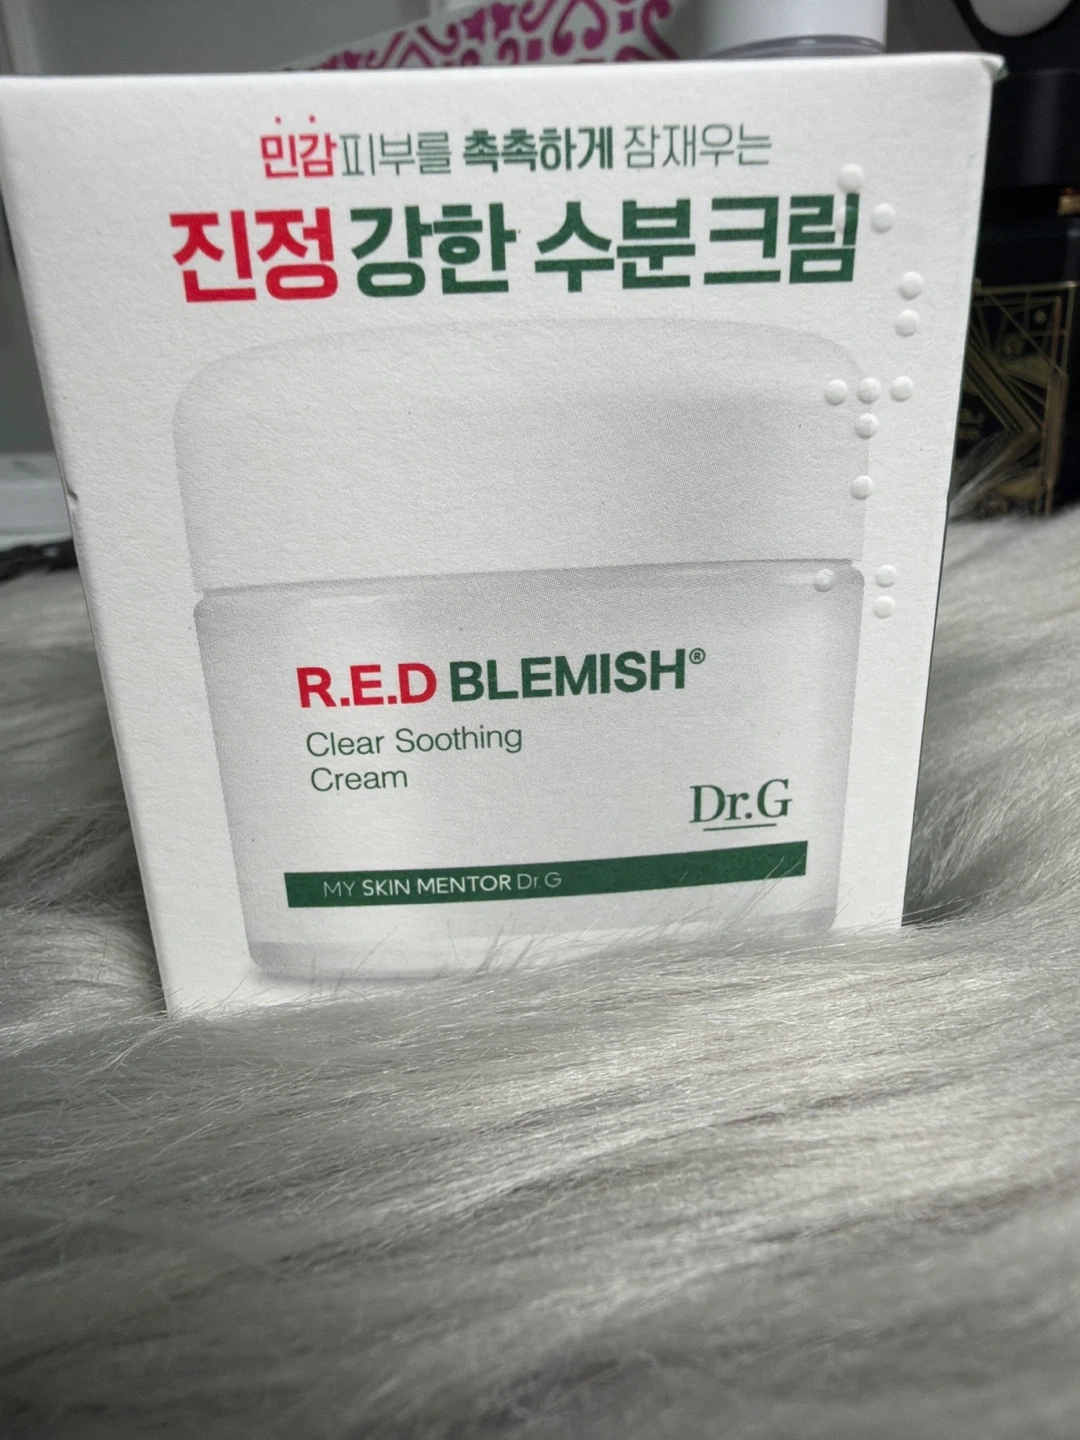 민감피부를 촉촉하게 잠재우는
진정 강한 수분크림
R.E.D BLEMISH®
Clear Soothing
Cream
Dr.G
MY SKIN MENTOR Dr.G